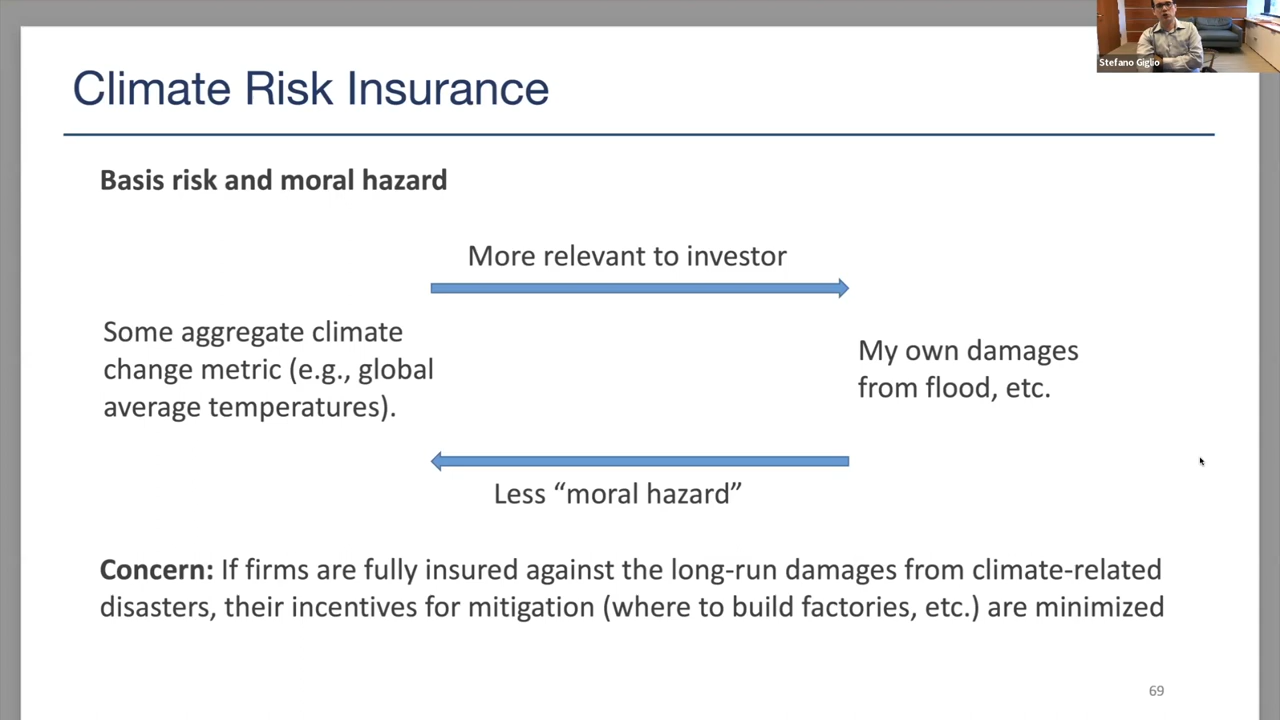 Stefano Giglio
Climate Risk Insurance
Basis risk and moral hazard
More relevant to investor
Some aggregate climate
change metric (e.g., global
average temperatures).
My own damages
from flood, etc.
Less “moral hazard”
Concern: If firms are fully insured against the long-run damages from climate-related
disasters, their incentives for mitigation (where to build factories, etc.) are minimized
69